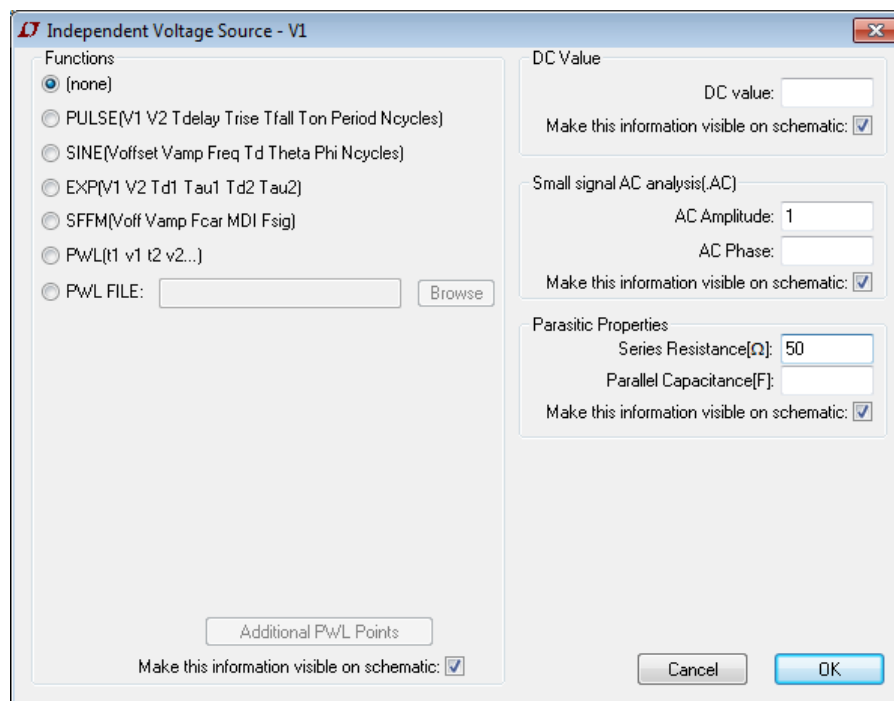 Independent Voltage Source - V1
Functions
(none)
PULSE(V1 V2 Tdelay Trise Tfall Ton Period Ncycles)
SINE(Voffset Vamp Freq Td Theta Phi Ncycles)
EXP(V1 V2 Td1 Tau1 Td2 Tau2)
SFFM(Voff Vamp Fcar MDI Fsig)
PWL(t1 v1 t2 v2...)
PWL FILE:
Browse
Additional PWL Points
Make this information visible on schematic:
DC Value
DC value:
Make this information visible on schematic:
Small signal AC analysis(.AC)
AC Amplitude: 1
AC Phase:
Make this information visible on schematic:
Parasitic Properties
Series Resistance[Ω]: 50
Parallel Capacitance[F]:
Make this information visible on schematic:
Cancel
OK